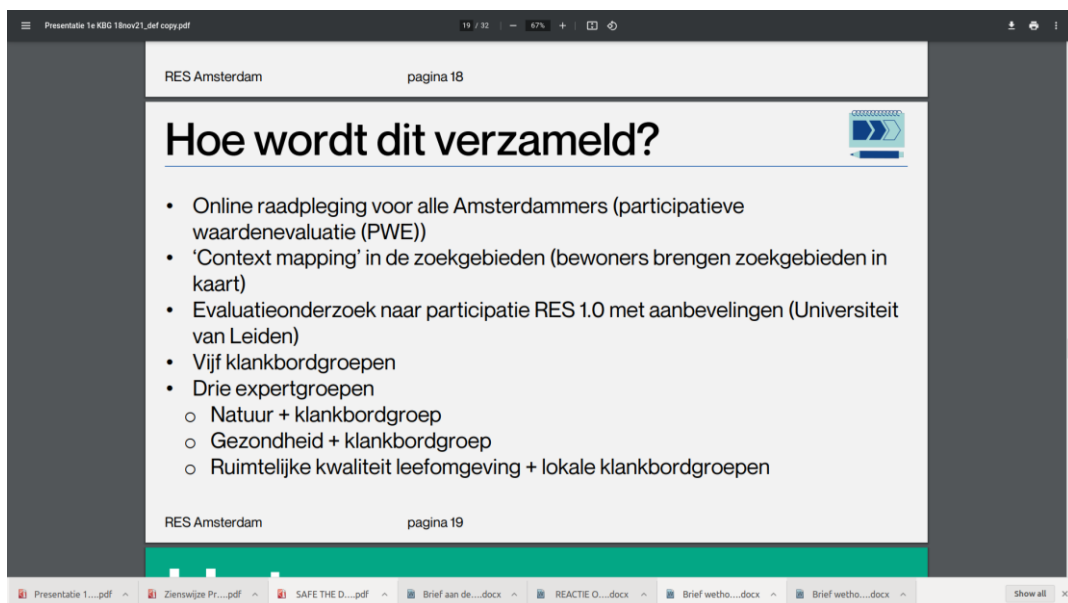 Presentatie 1e KBG 18nov21_def copy.pdf
19 / 32
67%
RES Amsterdam
pagina 18
Hoe wordt dit verzameld?
• Online raadpleging voor alle Amsterdammers (participatieve
waardenevaluatie (PWE))
• ‘Context mapping’ in de zoekgebieden (bewoners brengen zoekgebieden in
kaart)
• Evaluatieonderzoek naar participatie RES 1.0 met aanbevelingen (Universiteit
van Leiden)
• Vijf klankbordgroepen
• Drie expertgroepen
o Natuur + klankbordgroep
o Gezondheid + klankbordgroep
o Ruimtelijke kwaliteit leefomgeving + lokale klankbordgroepen
RES Amsterdam
pagina 19
Presentatie 1....pdf
Zienswijze Pr....pdf
SAFE THE D....pdf
Brief aan de....docx
REACTIE O....docx
Brief wetho....docx
Brief wetho....docx
Show all